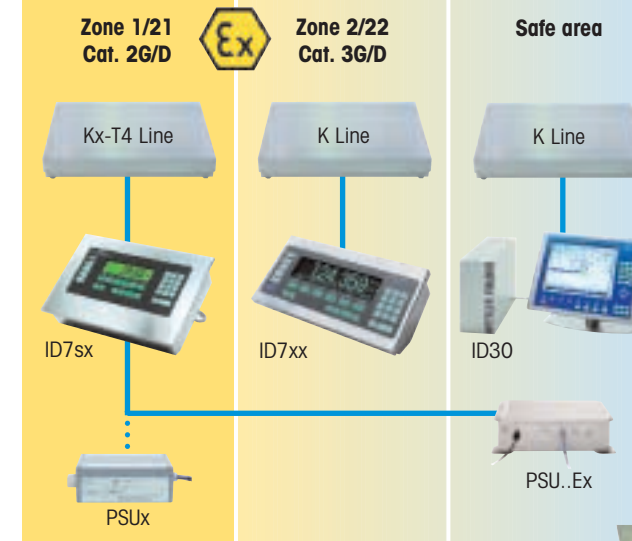 Zone 1/21
Cat. 2G/D
Ex
Zone 2/22
Cat. 3G/D
Safe area
Kx-T4 Line
K Line
K Line
ID7sx
ID7xx
ID30
PSU..Ex
PSUx